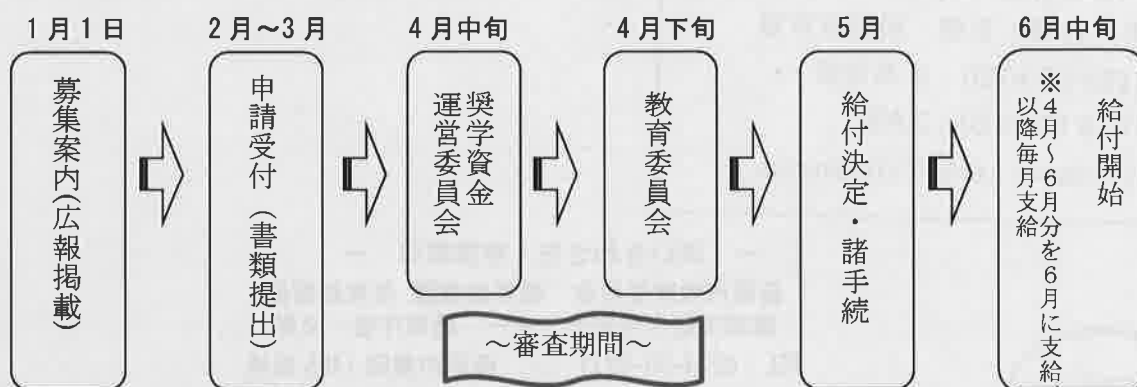 1月1日
募集案内(広報掲載)
2月～3月
申請受付（書類提出）
4月中旬
奨学資金
運営委員会
4月下旬
教育委員会
～審査期間～
5月
給付決定・諸手続
6月中旬
給付開始
※4月～6月分を6月に支給、
以降毎月支給